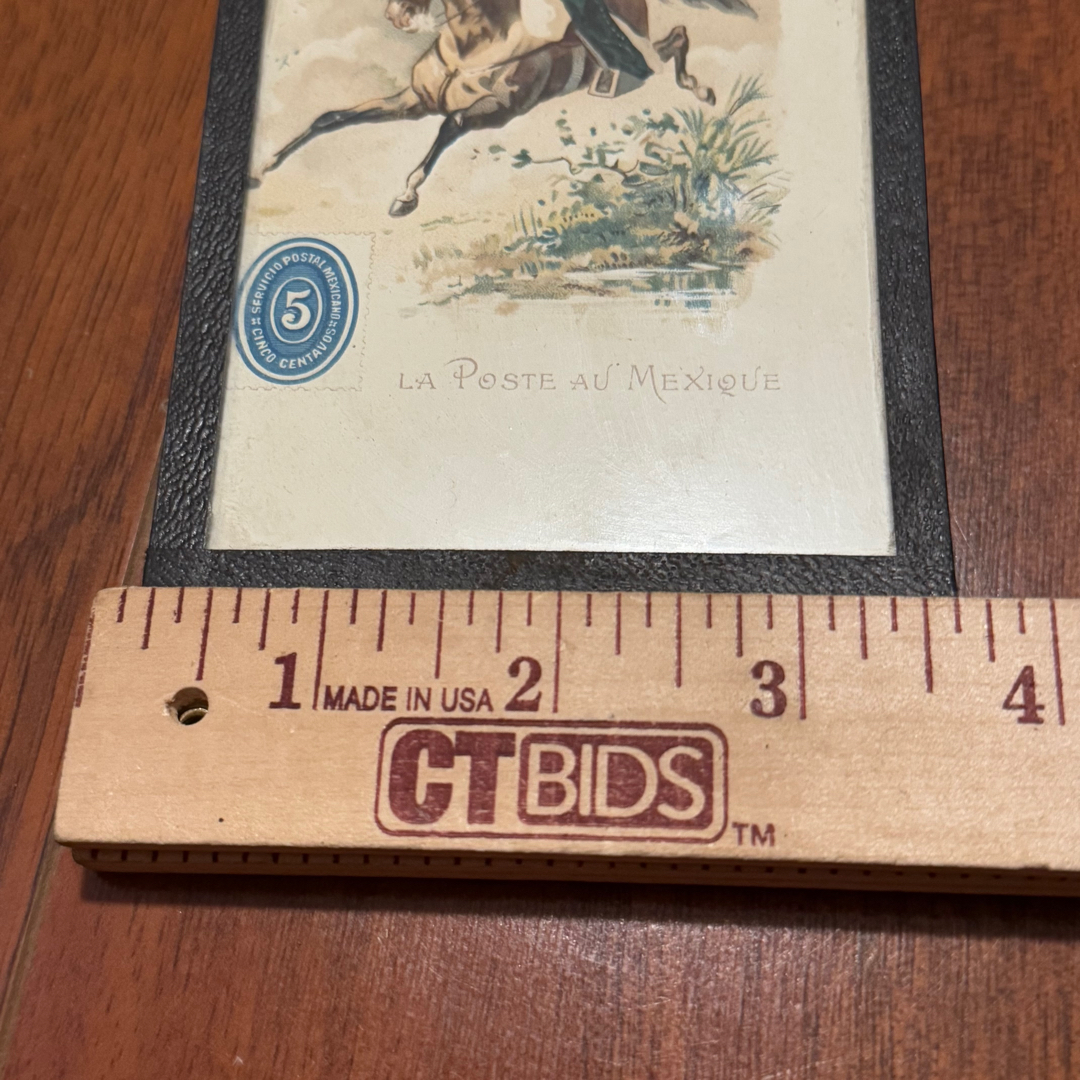 SERVICIO POSTAL MEXICANO
5
CINCO CENTAVOS
LA POSTE AU MEXIQUE
1 2 3 4
MADE IN USA
CTBIDS TM